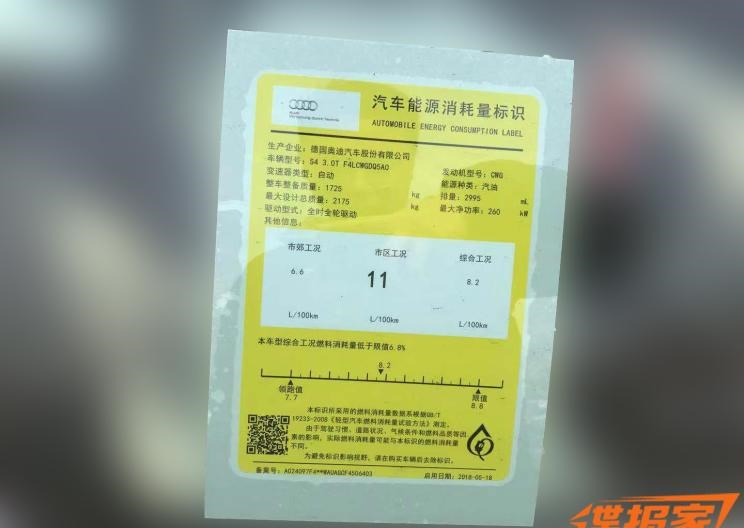 Audi
Vorsprung durch Technik
汽车能源消耗量标识
AUTOMOBILE ENERGY CONSUMPTION LABEL
生产企业：德国奥迪汽车股份有限公司
车辆型号：S4 3.0T F4LCWGDQ5A0
发动机型号：CWG
变速器类型：自动
能源种类：汽油
整车整备质量：1725 kg
排量：2995 mL
最大设计总质量：2175 kg
最大净功率：260 kW
驱动型式：全时全轮驱动
其他信息：
市郊工况 市区工况 综合工况
6.6 11 8.2
L/100km L/100km L/100km
本车型综合工况燃料消耗量低于限值6.8%
8.2
领跑值 限值
7.7 8.8
本标识所采用的燃料消耗量数据系根据GB/T
19233-2008《轻型汽车燃料消耗量试验方法》测定。
由于驾驶习惯、道路状况、气候条件和燃料品质等因
素的影响，实际燃料消耗量可能与本标识的燃料消耗量
不同。
为避免标识影响视野，请在购买车辆后去除标识。
备案号：AG24097F4**WAUAGGF4506403 启用日期：2018-05-18
谍报家